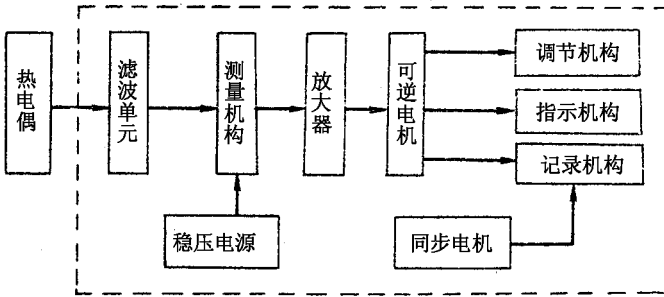 热电偶
滤波单元
测量机构
放大器
可逆电机
调节机构
指示机构
记录机构
稳压电源
同步电机